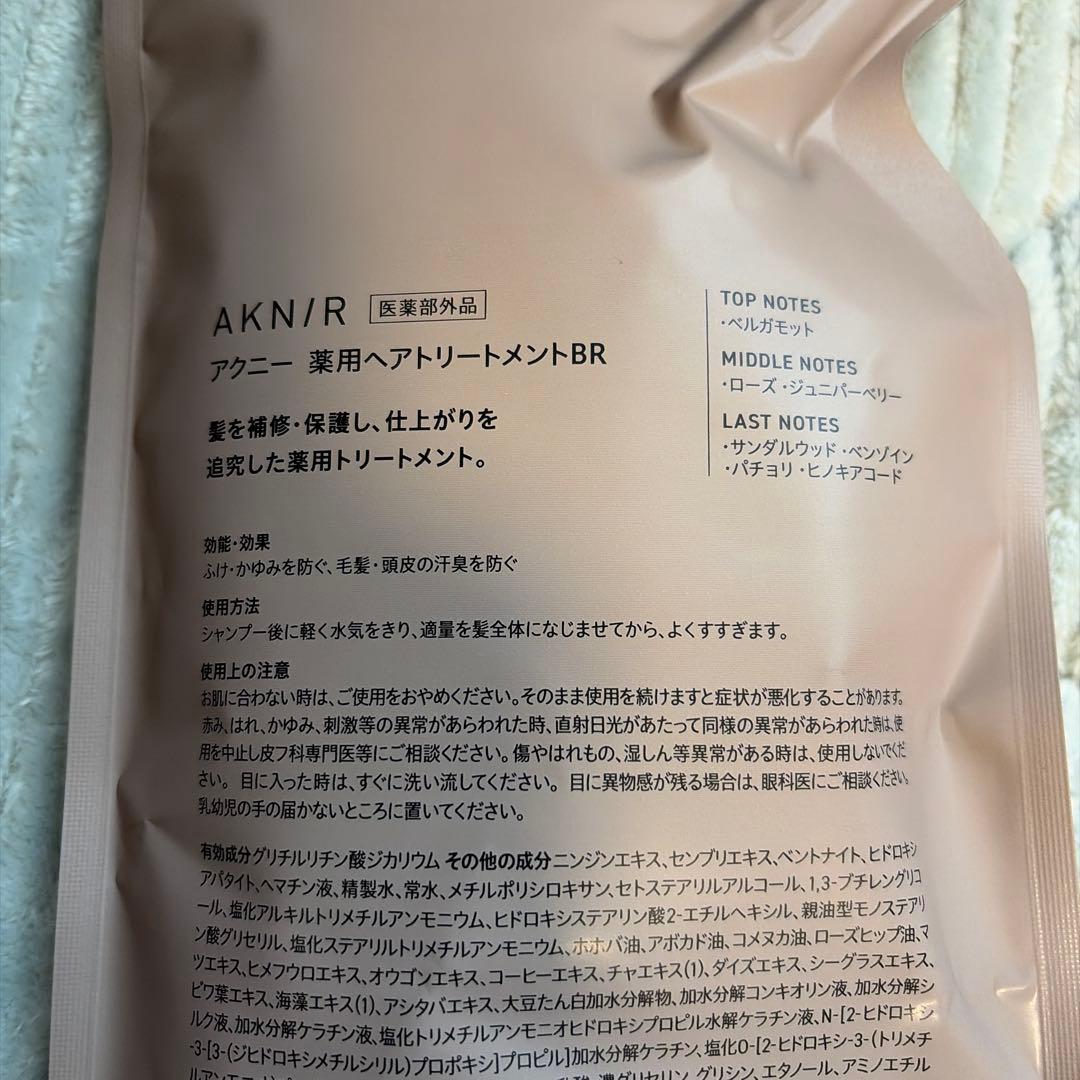 AKN/R 医薬部外品
アクニー 薬用ヘアトリートメントBR
髪を補修・保護し、仕上がりを
追究した薬用トリートメント。
TOP NOTES
・ベルガモット
MIDDLE NOTES
・ローズ ・ジュニパーベリー
LAST NOTES
・サンダルウッド ・ベンゾイン
・パチョリ ・ヒノキアコード
効能・効果
ふけ・かゆみを防ぐ、毛髪・頭皮の汗臭を防ぐ
使用方法
シャンプー後に軽く水気をきり、適量を髪全体になじませてから、よくすすぎます。
使用上の注意
お肌に合わない時は、ご使用をおやめください。そのまま使用を続けますと症状が悪化することがあります。
赤み、はれ、かゆみ、刺激等の異常があらわれた時、直射日光があたって同様の異常があらわれた時は、使
用を中止し皮フ科専門医等にご相談ください。傷やはれもの、湿しん等異常がある時は、使用しないでくだ
さい。 目に入った時は、すぐに洗い流してください。 目に異物感が残る場合は、眼科医にご相談ください。
乳幼児の手の届かないところに置いてください。
有効成分グリチルリチン酸ジカリウム その他の成分ニンジンエキス、センブリエキス、ベントナイト、ヒドロキシ
アパタイト、ヘマチン液、精製水、常水、メチルポリシロキサン、セトステアリルアルコール、1,3-ブチレングリコ
ール、塩化アルキルトリメチルアンモニウム、ヒドロキシステアリン酸2-エチルヘキシル、親油型モノステアリ
ン酸グリセリル、塩化ステアリルトリメチルアンモニウム、ホホバ油、アボカド油、コメヌカ油、ローズヒップ油、マ
ツエキス、ヒメフウロエキス、オウゴンエキス、コーヒーエキス、チャエキス(1)、ダイズエキス、シーグラスエキス、
ビワ葉エキス、海藻エキス(1)、アシタバエキス、大豆たん白加水分解物、加水分解コンキオリン液、加水分解シ
ルク液、加水分解ケラチン液、塩化トリメチルアンモニオヒドロキシプロピル加水分解ケラチン液、N-[2-ヒドロキシ
-3-[3-(ジヒドロキシメチルシリル)プロポキシ]プロピル]加水分解ケラチン、塩化O-[2-ヒドロキシ-3-(トリメチ
濃グリセリン、グリシン、エタノール、アミノエチル